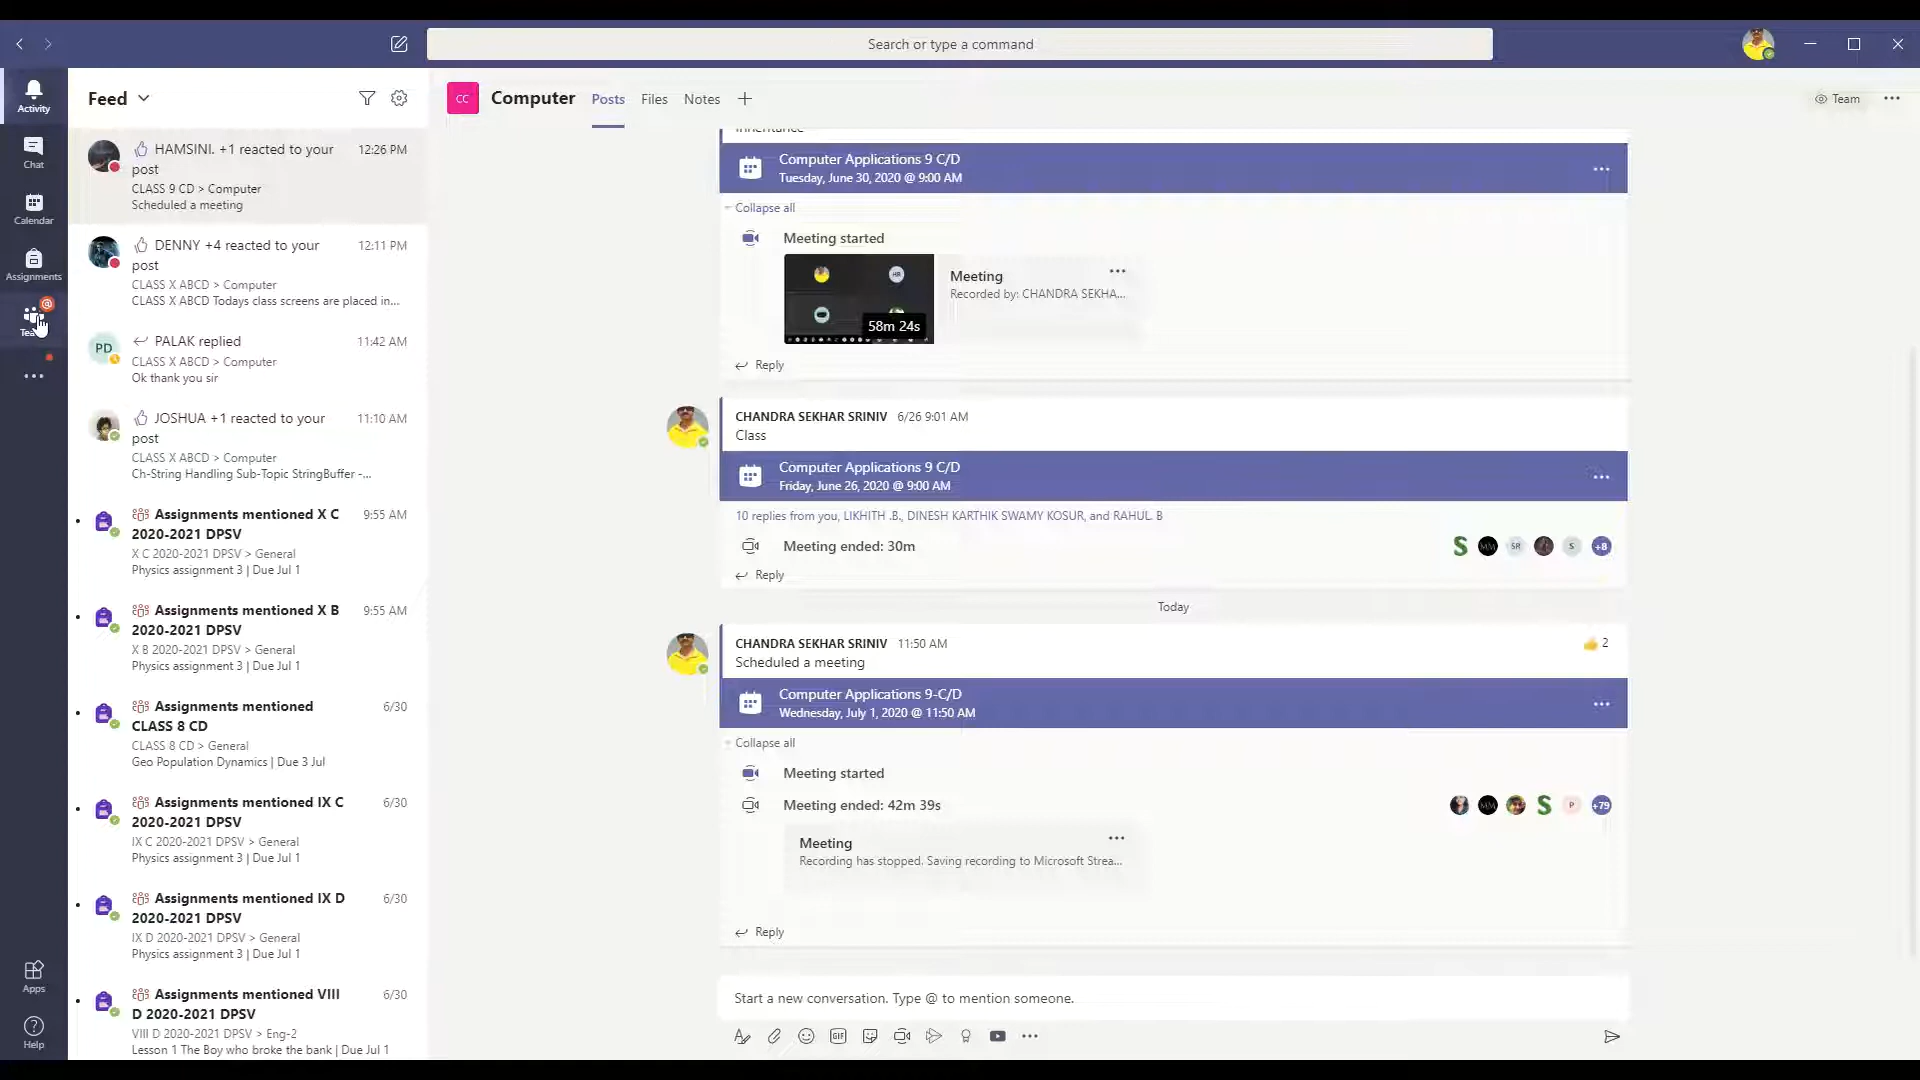 Search or type a command
Activity
Chat
Calendar
Assignments
Apps
Help
Feed
HAMSINI. +1 reacted to your
post
12:26 PM
CLASS 9 CD > Computer
Scheduled a meeting
DENNY +4 reacted to your
post
12:11 PM
CLASS X ABCD > Computer
CLASS X ABCD Todays class screens are placed in...
PD
PALAK replied
11:42 AM
CLASS X ABCD > Computer
Ok thank you sir
JOSHUA +1 reacted to your
post
11:10 AM
CLASS X ABCD > Computer
Ch-String Handling Sub-Topic StringBuffer -...
Assignments mentioned X C
2020-2021 DPSV
9:55 AM
X C 2020-2021 DPSV > General
Physics assignment 3 | Due Jul 1
Assignments mentioned X B
2020-2021 DPSV
9:55 AM
X B 2020-2021 DPSV > General
Physics assignment 3 | Due Jul 1
Assignments mentioned
CLASS 8 CD
6/30
CLASS 8 CD > General
Geo Population Dynamics | Due 3 Jul
Assignments mentioned IX C
2020-2021 DPSV
6/30
IX C 2020-2021 DPSV > General
Physics assignment 3 | Due Jul 1
Assignments mentioned IX D
2020-2021 DPSV
6/30
IX D 2020-2021 DPSV > General
Physics assignment 3 | Due Jul 1
Assignments mentioned VIII
D 2020-2021 DPSV
6/30
VIII D 2020-2021 DPSV > Eng-2
Lesson 1 The Boy who broke the bank | Due Jul 1
CC
Computer
Posts
Files
Notes
Team
Inheritance
Computer Applications 9 C/D
Tuesday, June 30, 2020 @ 9:00 AM
Collapse all
Meeting started
58m 24s
Meeting
Recorded by: CHANDRA SEKHA...
Reply
CHANDRA SEKHAR SRINIV 6/26 9:01 AM
Class
Computer Applications 9 C/D
Friday, June 26, 2020 @ 9:00 AM
10 replies from you, LIKHITH .B., DINESH KARTHIK SWAMY KOSUR, and RAHUL. B
Meeting ended: 30m
S MM SR S +8
Reply
Today
CHANDRA SEKHAR SRINIV 11:50 AM
2
Scheduled a meeting
Computer Applications 9-C/D
Wednesday, July 1, 2020 @ 11:50 AM
Collapse all
Meeting started
Meeting ended: 42m 39s
MM S P +79
Meeting
Recording has stopped. Saving recording to Microsoft Strea...
Reply
Start a new conversation. Type @ to mention someone.
GIF